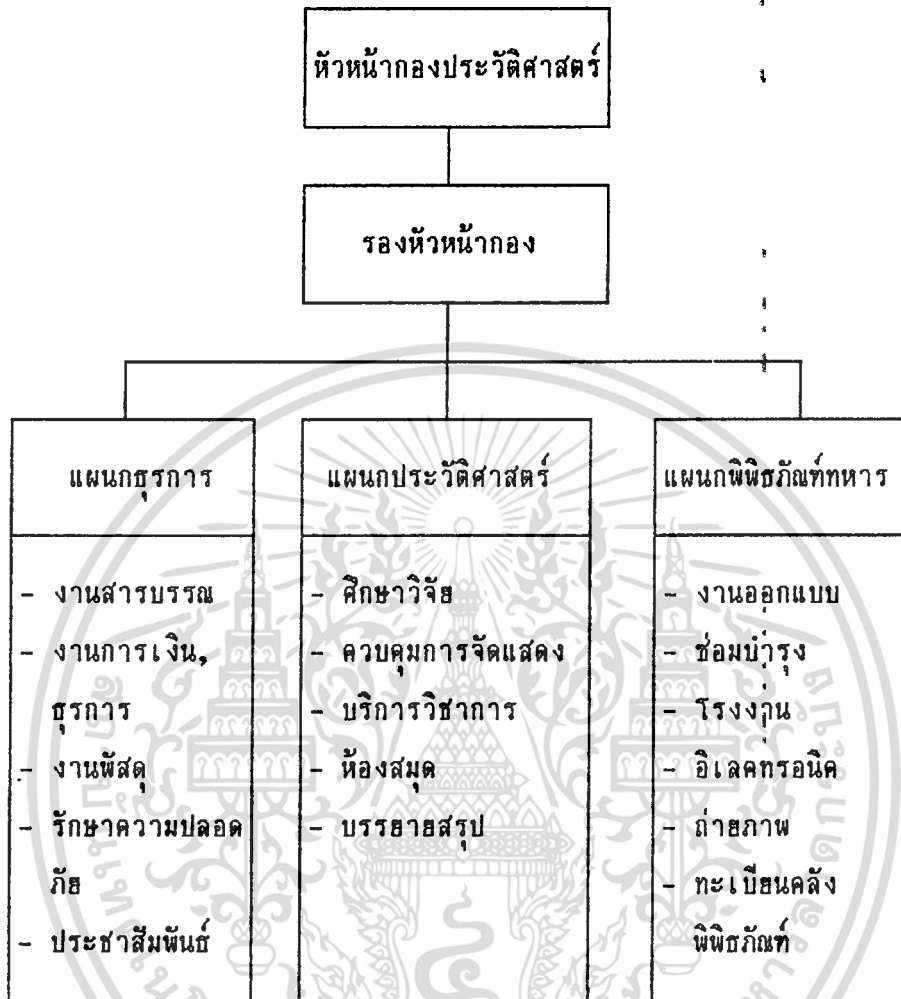 หัวหน้ากองประวัติศาสตร์
รองหัวหน้ากอง
แผนกธุรการ
- งานสารบรรณ
- งานการเงิน,
ธุรการ
- งานพัสดุ
- รักษาความปลอด
ภัย
- ประชาสัมพันธ์
แผนกประวัติศาสตร์
- ศึกษาวิจัย
- ควบคุมการจัดแสดง
- บริการวิชาการ
- ห้องสมุด
- บรรยายสรุป
แผนกพิพิธภัณฑ์ทหาร
- งานออกแบบ
- ซ่อมบำรุง
- โรงงาน
- อิเลคทรอนิค
- ถ่ายภาพ
- ทะเบียนคลัง
พิพิธภัณฑ์